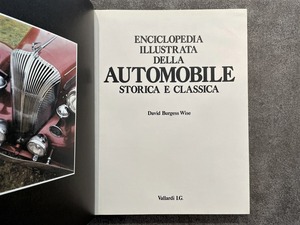 ENCICLOPEDIA
ILLUSTRATA
DELLA
AUTOMOBILE
STORICA E CLASSICA
David Burgess Wise
Vallardi I.G.